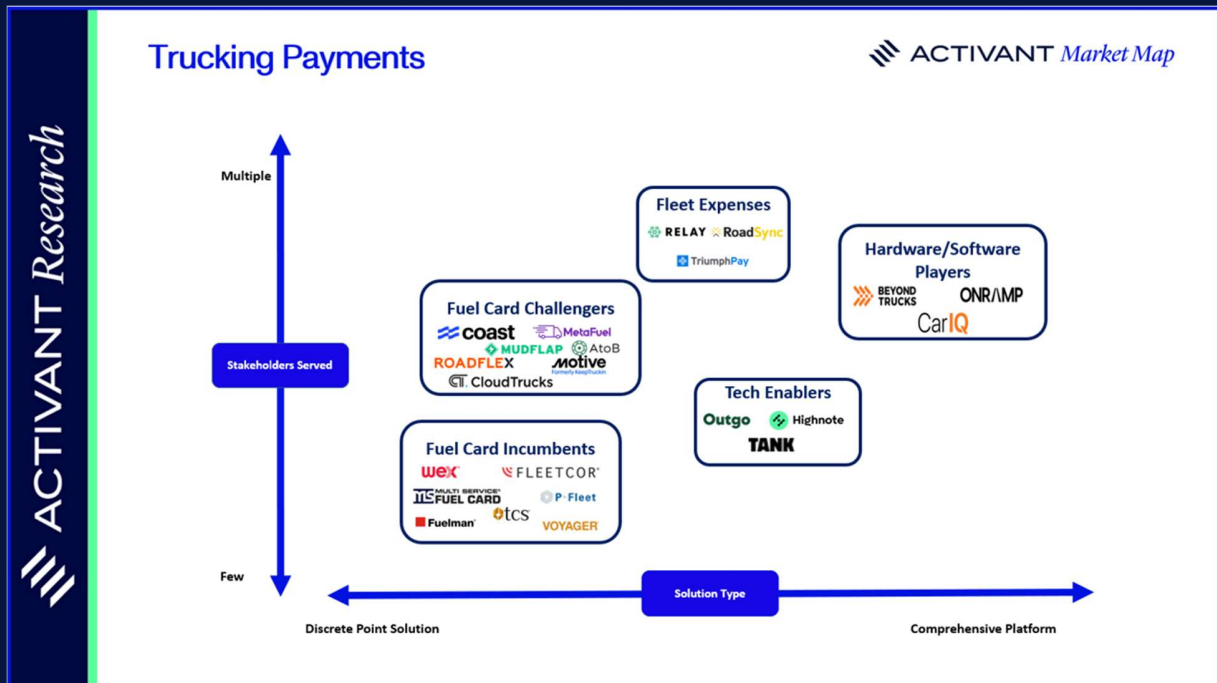 ACTIVANT Research
Trucking Payments
ACTIVANT Market Map
Multiple
Stakeholders Served
Few
Fleet Expenses
RELAY RoadSync
TriumphPay
Hardware/Software
Players
BEYOND
TRUCKS
ONRAMP
CarIQ
Fuel Card Challengers
coast MetaFuel
MUDFLAP AtoB
ROADFLEX motive
Formerly KeepTruckin
CloudTrucks
Tech Enablers
Outgo Highnote
TANK
Fuel Card Incumbents
wex FLEETCOR
MS MULTI SERVICE
FUEL CARD
P-Fleet
Fuelman tcs VOYAGER
Solution Type
Discrete Point Solution
Comprehensive Platform